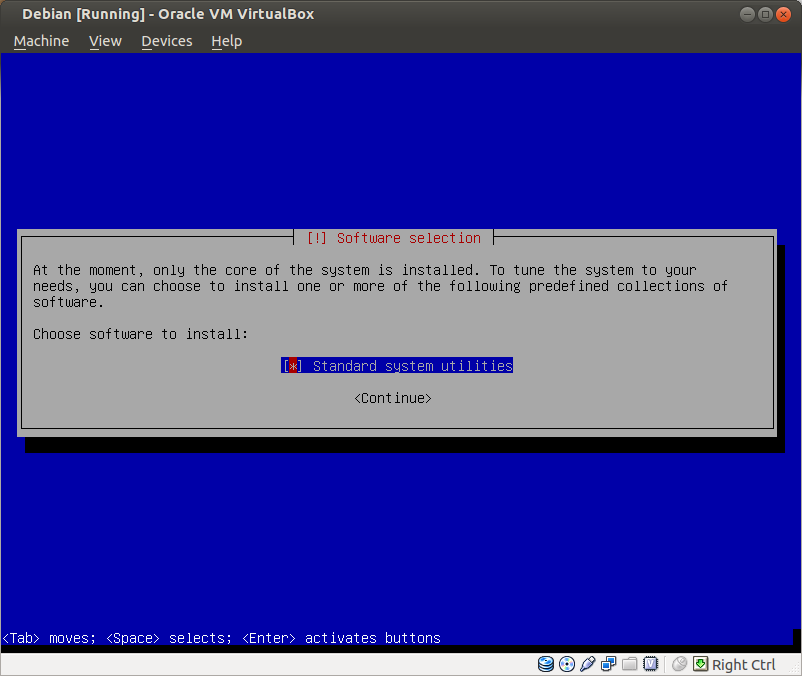 Debian [Running] - Oracle VM VirtualBox
Machine View Devices Help
[!] Software selection
At the moment, only the core of the system is installed. To tune the system to your
needs, you can choose to install one or more of the following predefined collections of
software.
Choose software to install:
[*] Standard system utilities
<Continue>
<Tab> moves; <Space> selects; <Enter> activates buttons
Right Ctrl